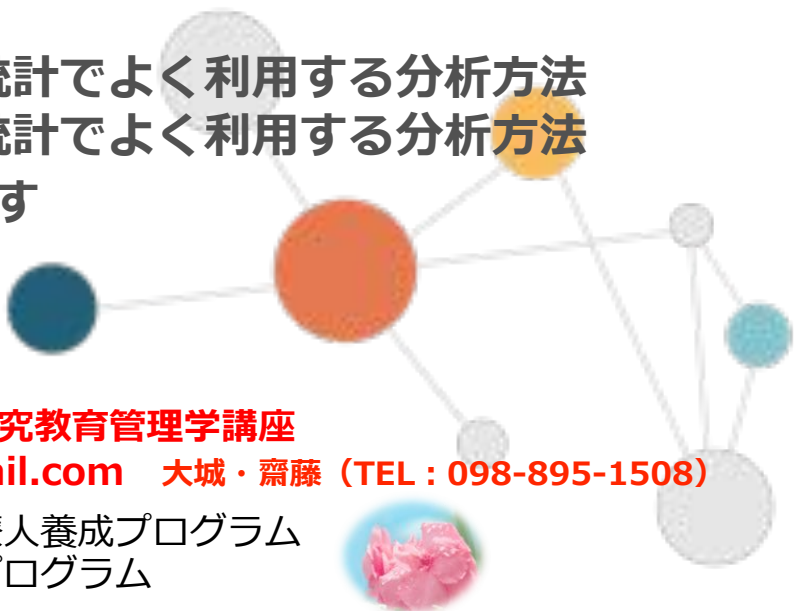 統計でよく利用する分析方法
統計でよく利用する分析方法
す
究教育管理学講座
ail.com 大城・齋藤（TEL：098-895-1508）
人養成プログラム
プログラム